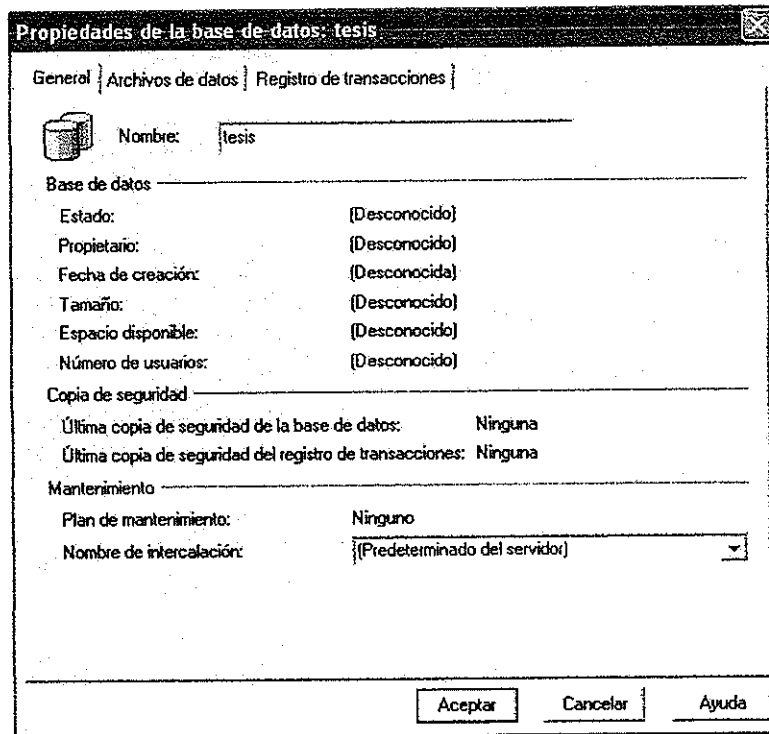 Propiedades de la base de datos: tesis
General Archivos de datos Registro de transacciones
Nombre: tesis
Base de datos
Estado: (Desconocido)
Propietario: (Desconocido)
Fecha de creación: (Desconocida)
Tamaño: (Desconocido)
Espacio disponible: (Desconocido)
Número de usuarios: (Desconocido)
Copia de seguridad
Última copia de seguridad de la base de datos: Ninguna
Última copia de seguridad del registro de transacciones: Ninguna
Mantenimiento
Plan de mantenimiento: Ninguno
Nombre de intercalación: (Predeterminado del servidor)
Aceptar Cancelar Ayuda